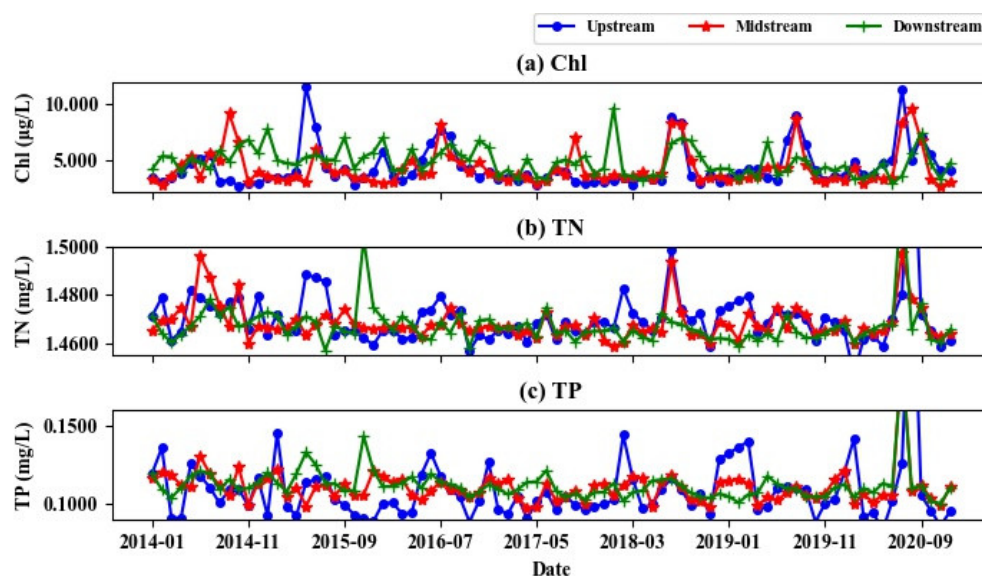 Upstream Midstream Downstream
(a) Chl
10.000
5.000
Chl (μg/L)
(b) TN
1.5000
1.4800
1.4600
TN (mg/L)
(c) TP
0.1500
0.1000
TP (mg/L)
2014-01 2014-11 2015-09 2016-07 2017-05 2018-03 2019-01 2019-11 2020-09
Date